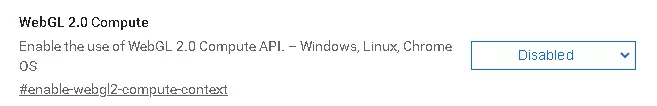 WebGL 2.0 Compute
Enable the use of WebGL 2.0 Compute API. – Windows, Linux, Chrome
OS
Disabled
#enable-webgl2-compute-context